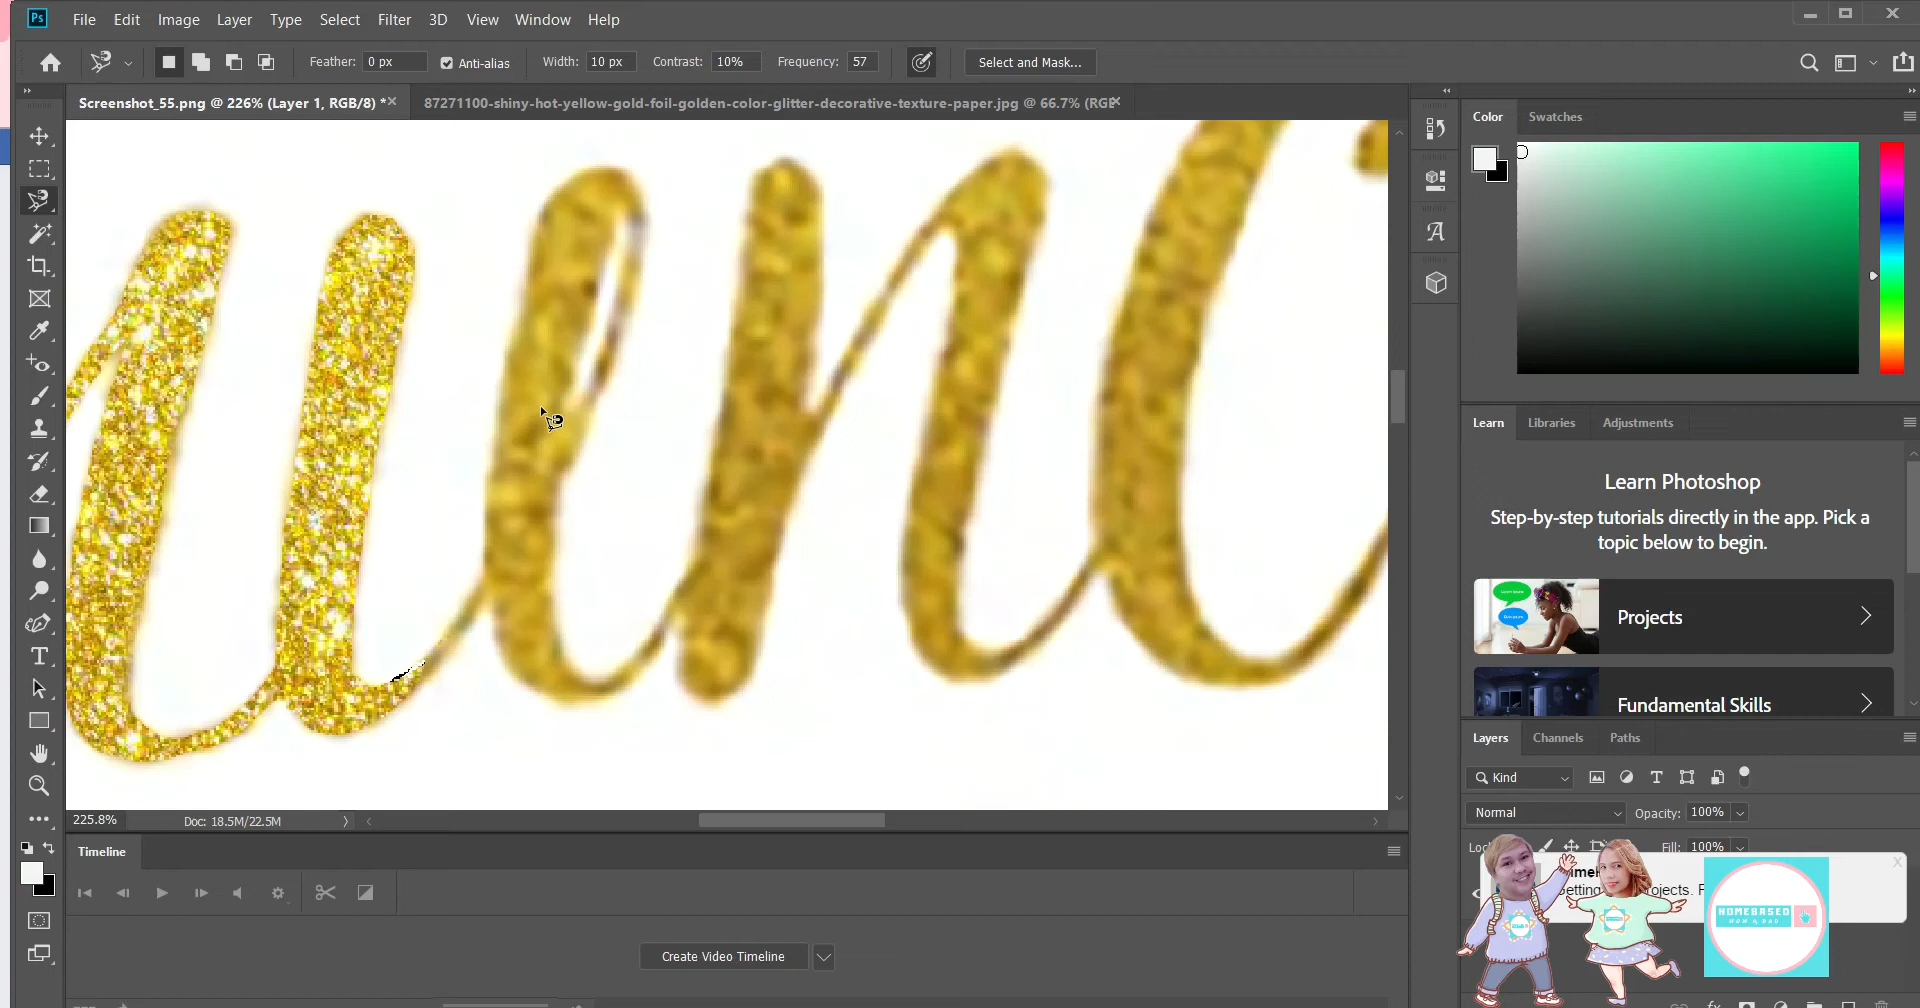 Ps File Edit Image Layer Type Select Filter 3D View Window Help
Feather: 0 px Anti-alias Width: 10 px Contrast: 10% Frequency: 57 Select and Mask...
Screenshot_55.png @ 226% (Layer 1, RGB/8) * 87271100-shiny-hot-yellow-gold-foil-golden-color-glitter-decorative-texture-paper.jpg @ 66.7% (RGB
Color Swatches
Learn Libraries Adjustments
Learn Photoshop
Step-by-step tutorials directly in the app. Pick a
topic below to begin.
Projects
Fundamental Skills
Layers Channels Paths
Kind
Normal Opacity: 100%
Fill: 100%
225.8% Doc: 18.5M/22.5M
Timeline
HOMEBASED
MOM & DAD
Create Video Timeline